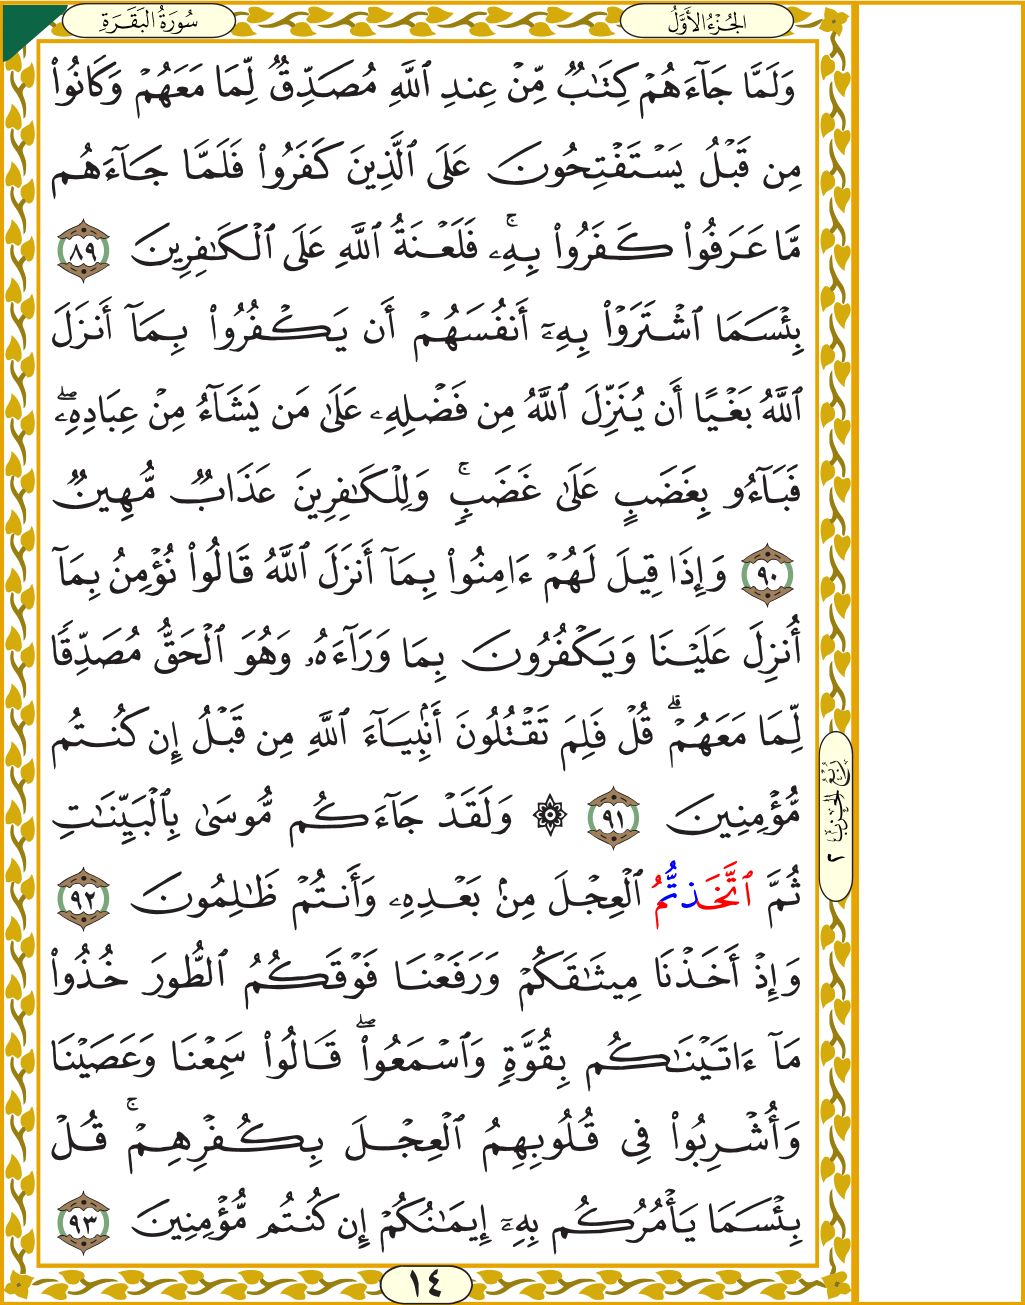 سُورَةُ البَقَرَةِ
الجُزْءُ الأَوَّلُ
وَلَمَّا جَآءَهُمْ كِتَٰبٌ مِّنْ عِندِ ٱللَّهِ مُصَدِّقٌ لِّمَا مَعَهُمْ وَكَانُوا۟
مِن قَبْلُ يَسْتَفْتِحُونَ عَلَى ٱلَّذِينَ كَفَرُوا۟ فَلَمَّا جَآءَهُم
مَّا عَرَفُوا۟ كَفَرُوا۟ بِهِۦۚ فَلَعْنَةُ ٱللَّهِ عَلَى ٱلْكَٰفِرِينَ ٨٩
بِئْسَمَا ٱشْتَرَوْا۟ بِهِۦٓ أَنفُسَهُمْ أَن يَكْفُرُوا۟ بِمَآ أَنزَلَ
ٱللَّهُ بَغْيًا أَن يُنَزِّلَ ٱللَّهُ مِن فَضْلِهِۦ عَلَىٰ مَن يَشَآءُ مِنْ عِبَادِهِۦۖ
فَبَآءُو بِغَضَبٍ عَلَىٰ غَضَبٍۚ وَلِلْكَٰفِرِينَ عَذَابٌ مُّهِينٌ
٩٠ وَإِذَا قِيلَ لَهُمْ ءَامِنُوا۟ بِمَآ أَنزَلَ ٱللَّهُ قَالُوا۟ نُؤْمِنُ بِمَآ
أُنزِلَ عَلَيْنَا وَيَكْفُرُونَ بِمَا وَرَآءَهُۥ وَهُوَ ٱلْحَقُّ مُصَدِّقًا
لِّمَا مَعَهُمْۗ قُلْ فَلِمَ تَقْتُلُونَ أَنۢبِيَآءَ ٱللَّهِ مِن قَبْلُ إِن كُنتُم
مُّؤْمِنِينَ ٩١ ۞ وَلَقَدْ جَآءَكُم مُّوسَىٰ بِٱلْبَيِّنَٰتِ
ثُمَّ ٱتَّخَذتُّمُ ٱلْعِجْلَ مِنۢ بَعْدِهِۦ وَأَنتُمْ ظَٰلِمُونَ ٩٢
وَإِذْ أَخَذْنَا مِيثَٰقَكُمْ وَرَفَعْنَا فَوْقَكُمُ ٱلطُّورَ خُذُوا۟
مَآ ءَاتَيْنَٰكُم بِقُوَّةٍ وَٱسْمَعُوا۟ۖ قَالُوا۟ سَمِعْنَا وَعَصَيْنَا
وَأُشْرِبُوا۟ فِى قُلُوبِهِمُ ٱلْعِجْلَ بِكُفْرِهِمْۚ قُلْ
بِئْسَمَا يَأْمُرُكُم بِهِۦٓ إِيمَٰنُكُمْ إِن كُنتُم مُّؤْمِنِينَ ٩٣
رُبْعُ الحِزْبِ ٢
١٤